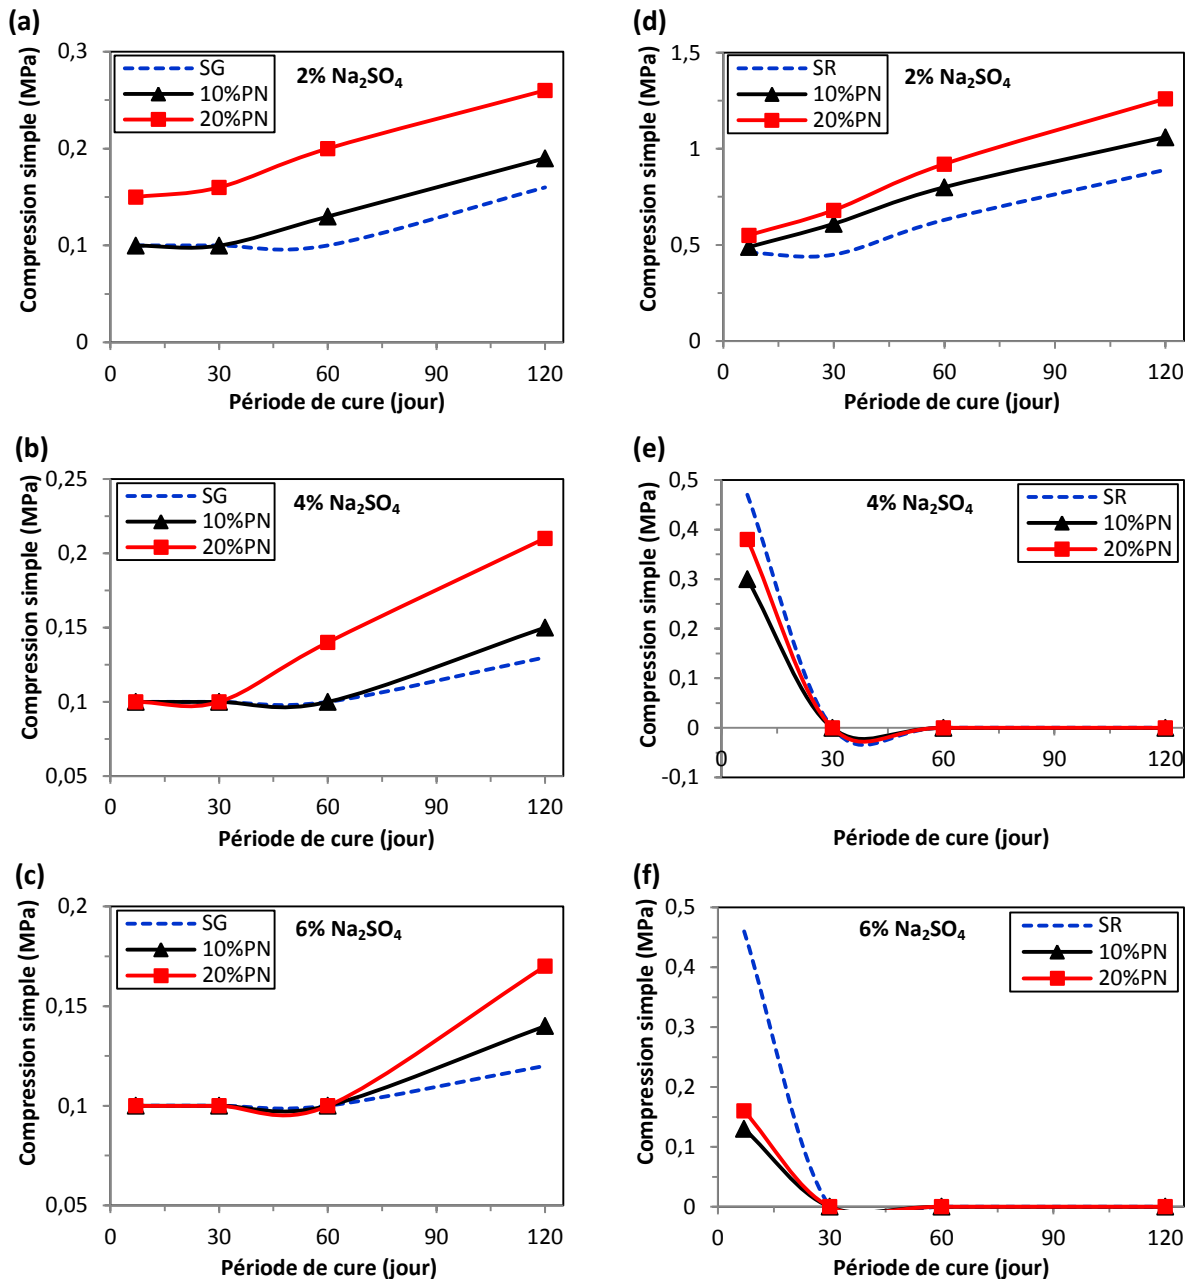 (a)
Compression simple (MPa)
0,3
0,2
0,1
0
SG
10%PN
20%PN
2% Na₂SO₄
0 30 60 90 120
Période de cure (jour)
(d)
Compression simple (MPa)
1,5
1
0,5
0
SR
10%PN
20%PN
2% Na₂SO₄
0 30 60 90 120
Période de cure (jour)
(b)
Compression simple (MPa)
0,25
0,2
0,15
0,1
0,05
SG
10%PN
20%PN
4% Na₂SO₄
0 30 60 90 120
Période de cure (jour)
(e)
Compression simple (MPa)
0,5
0,4
0,3
0,2
0,1
0
-0,1
4% Na₂SO₄
SR
10%PN
20%PN
0 30 60 90 120
Période de cure (jour)
(c)
Compression simple (MPa)
0,2
0,15
0,1
0,05
SG
10%PN
20%PN
6% Na₂SO₄
0 30 60 90 120
Période de cure (jour)
(f)
Compression simple (MPa)
0,5
0,4
0,3
0,2
0,1
0
6% Na₂SO₄
SR
10%PN
20%PN
0 30 60 90 120
Période de cure (jour)